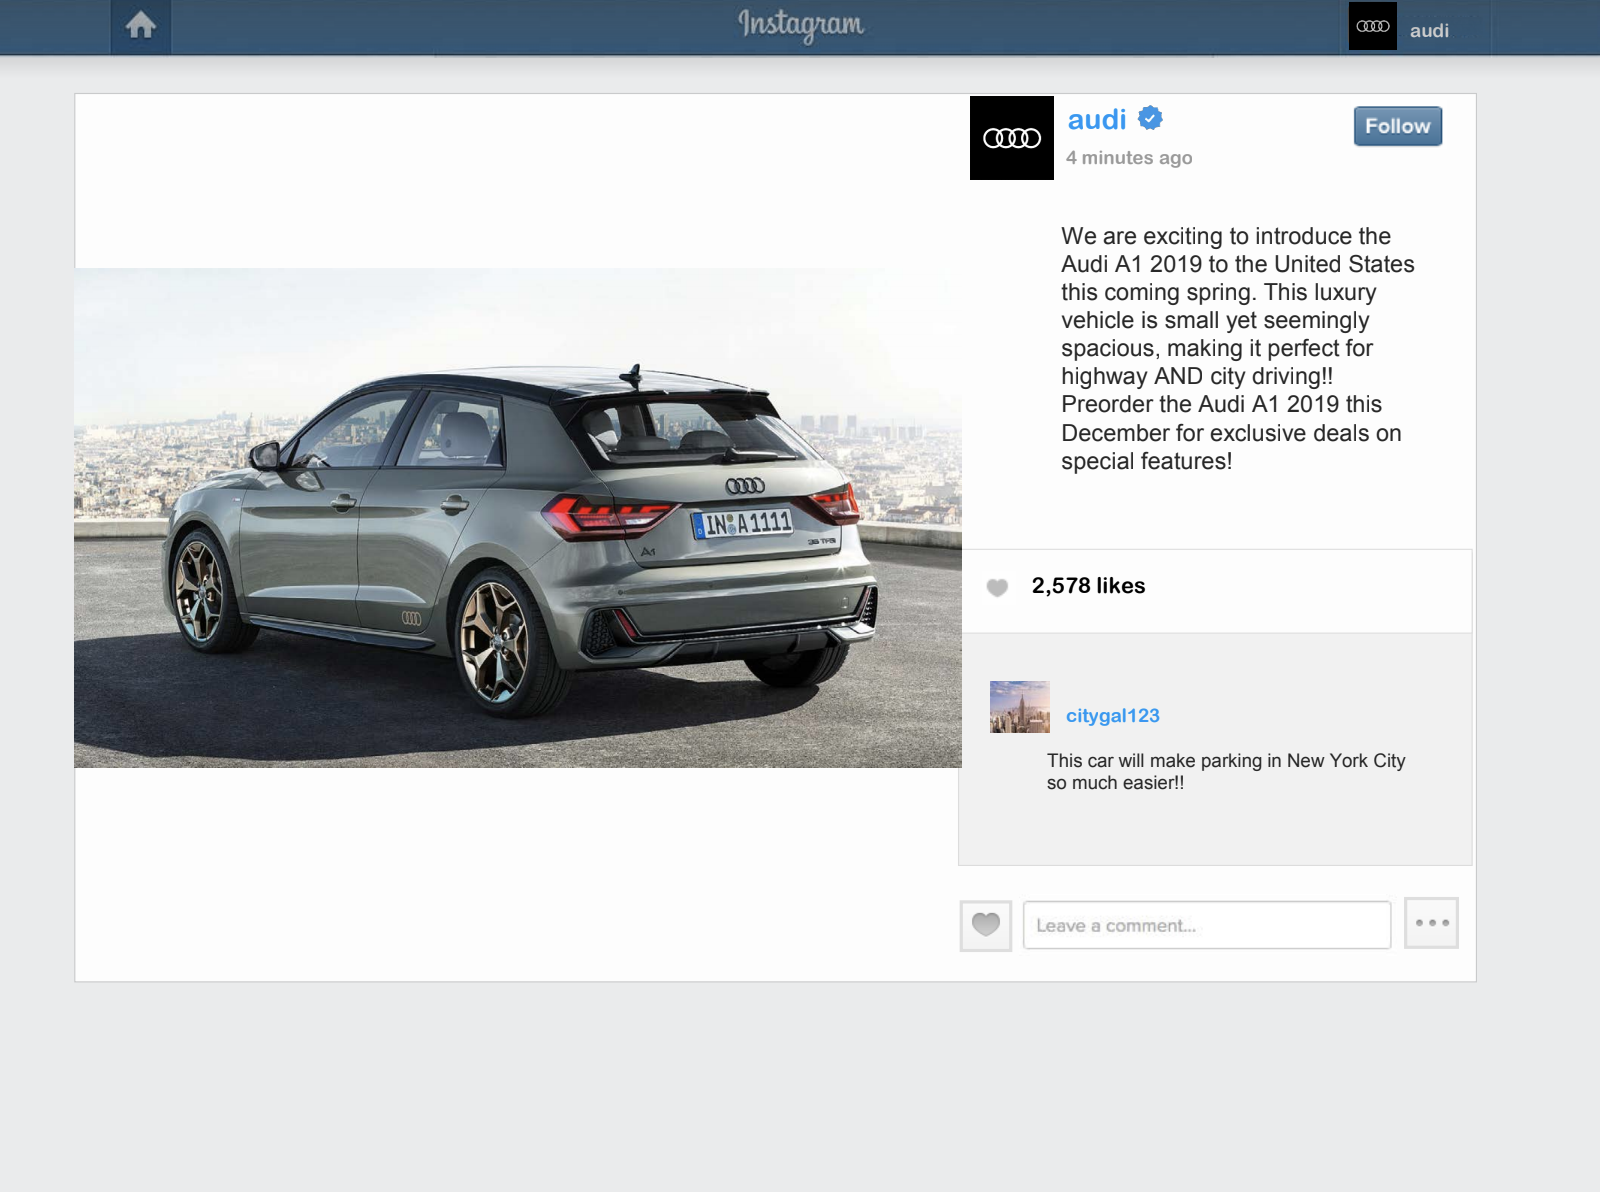 Instagram
audi
audi
Follow
4 minutes ago
We are exciting to introduce the
Audi A1 2019 to the United States
this coming spring. This luxury
vehicle is small yet seemingly
spacious, making it perfect for
highway AND city driving!!
Preorder the Audi A1 2019 this
December for exclusive deals on
special features!
IN A 1111
35 TFSI
A1
2,578 likes
citygal123
This car will make parking in New York City
so much easier!!
Leave a comment...